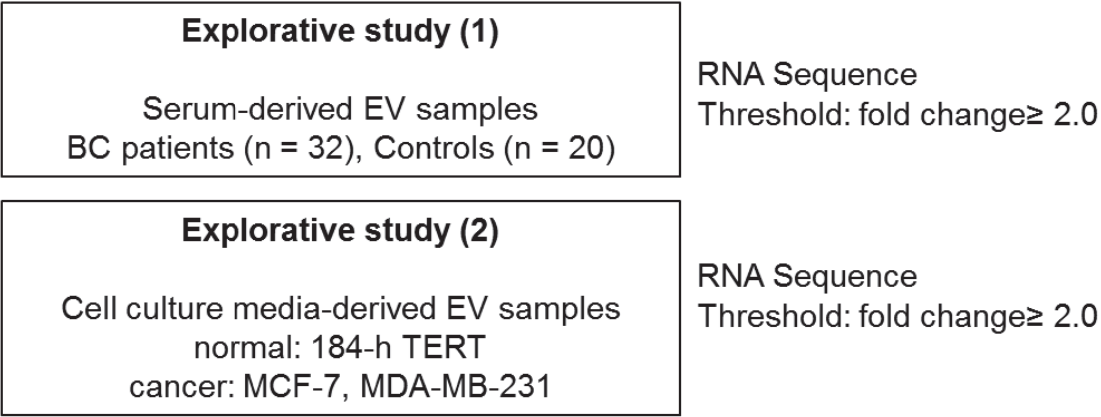 Explorative study (1)
Serum-derived EV samples
BC patients (n = 32), Controls (n = 20)
RNA Sequence
Threshold: fold change≥ 2.0
Explorative study (2)
Cell culture media-derived EV samples
normal: 184-h TERT
cancer: MCF-7, MDA-MB-231
RNA Sequence
Threshold: fold change≥ 2.0